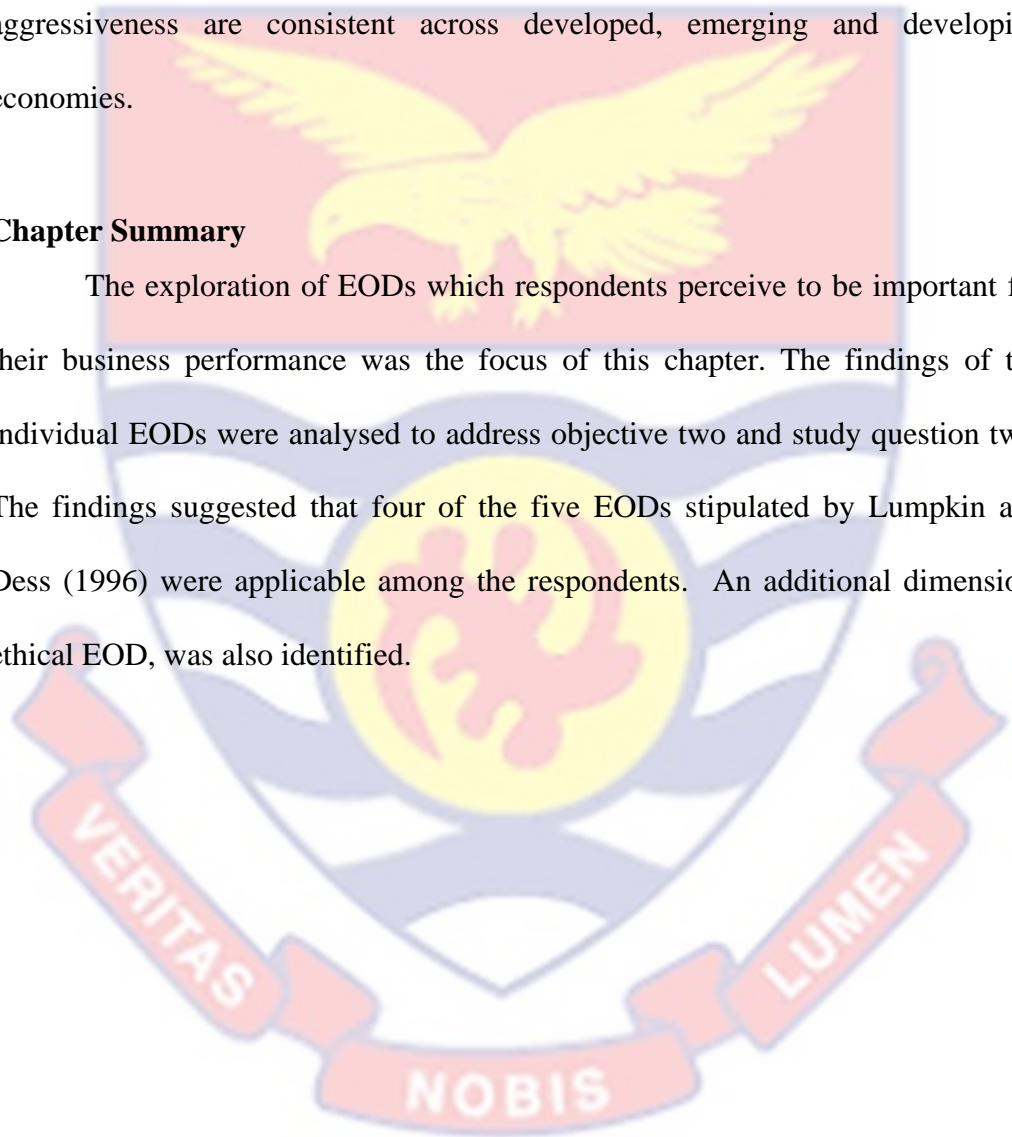 aggressiveness are consistent across developed, emerging and developi
economies.
Chapter Summary
The exploration of EODs which respondents perceive to be important f
their business performance was the focus of this chapter. The findings of t
individual EODs were analysed to address objective two and study question tw
The findings suggested that four of the five EODs stipulated by Lumpkin a
Dess (1996) were applicable among the respondents. An additional dimensio
ethical EOD, was also identified.
VERITAS
NOBIS
LUMEN